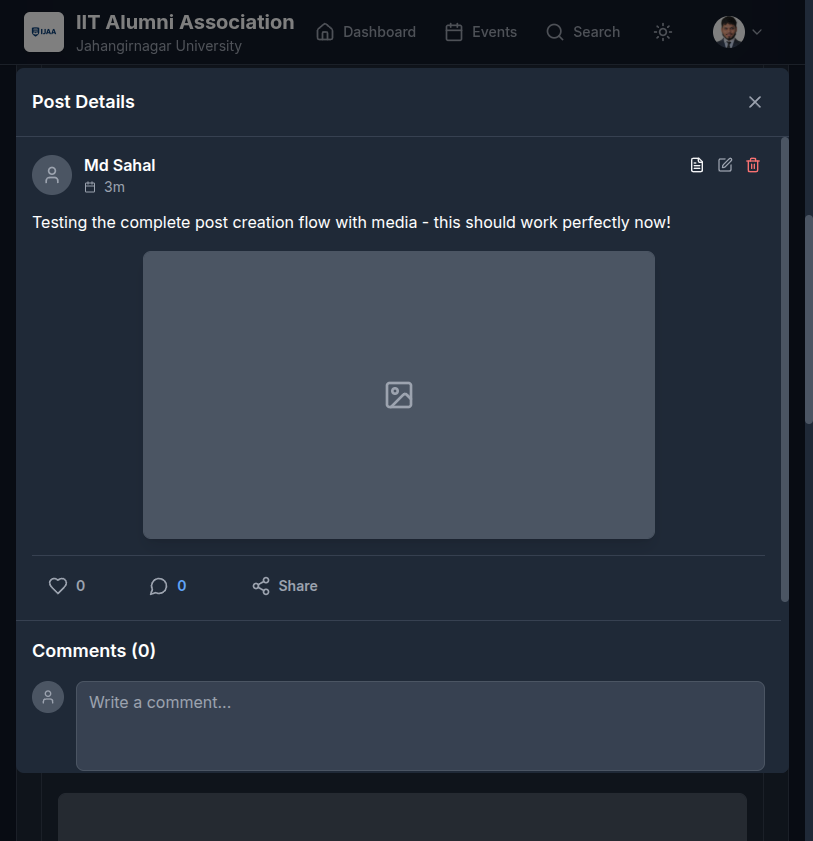 IJAA
IIT Alumni Association
Jahangirnagar University
Dashboard
Events
Search
Post Details
Md Sahal
3m
Testing the complete post creation flow with media - this should work perfectly now!
0
0
Share
Comments (0)
Write a comment...